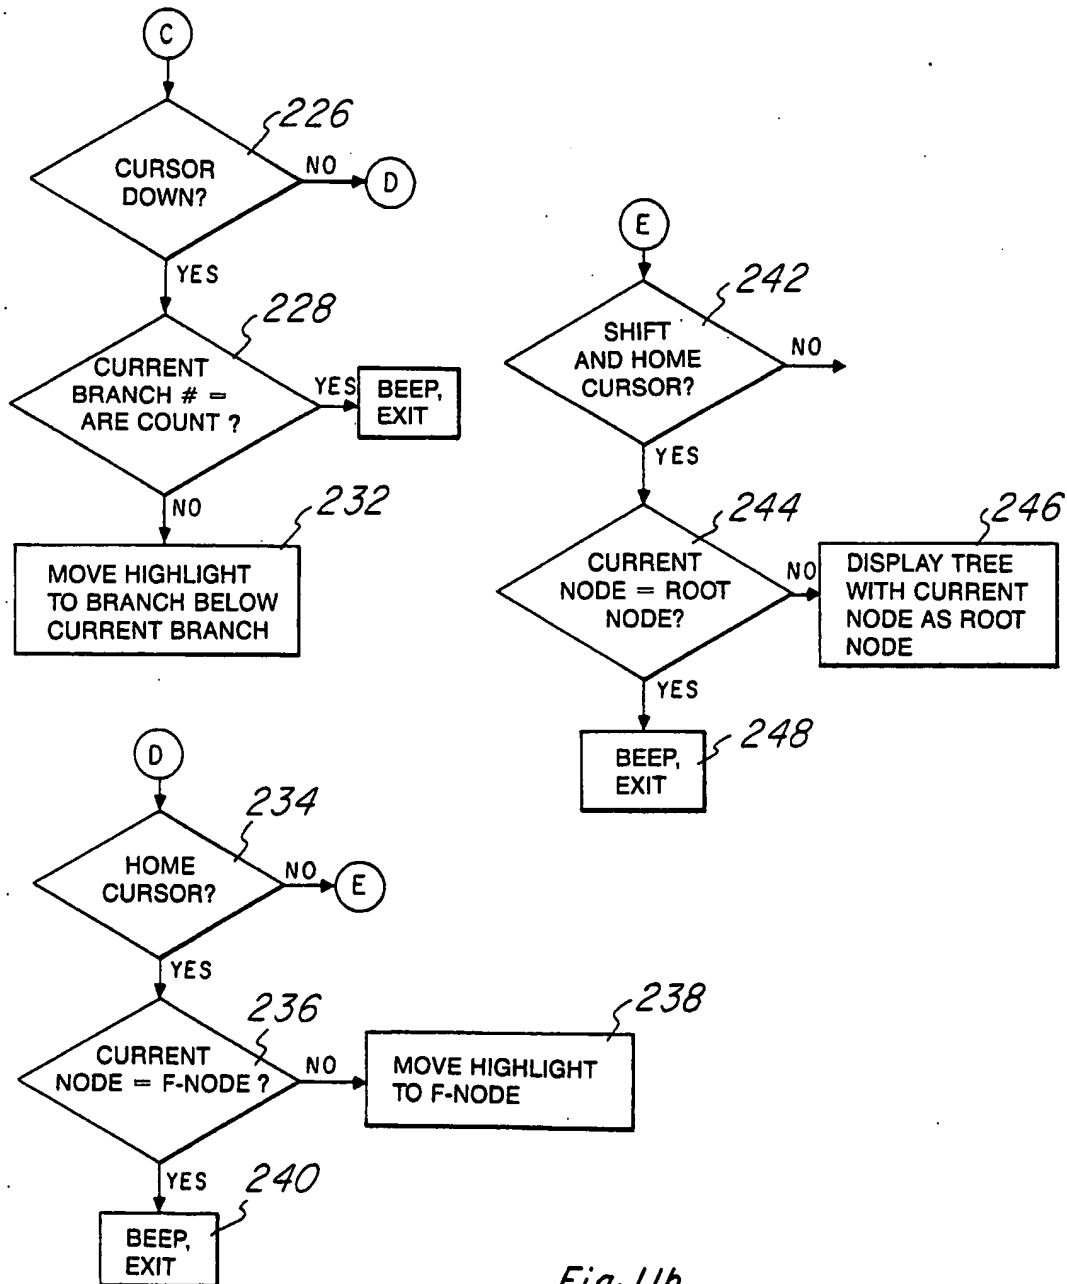 C
226
CURSOR
DOWN?
NO
D
YES
228
CURRENT
BRANCH # =
ARE COUNT ?
YES
BEEP,
EXIT
NO
232
MOVE HIGHLIGHT
TO BRANCH BELOW
CURRENT BRANCH
E
242
SHIFT
AND HOME
CURSOR?
NO
YES
244
CURRENT
NODE = ROOT
NODE?
NO
246
DISPLAY TREE
WITH CURRENT
NODE AS ROOT
NODE
YES
248
BEEP,
EXIT
D
234
HOME
CURSOR?
NO
E
YES
236
CURRENT
NODE = F-NODE ?
NO
238
MOVE HIGHLIGHT
TO F-NODE
YES
240
BEEP,
EXIT
Fig. 11b